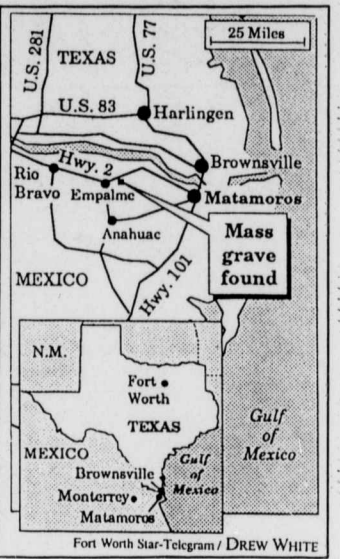 25 Miles
U.S. 281
TEXAS
U.S. 77
U.S. 83
Harlingen
Hwy. 2
Brownsville
Rio
Bravo
Empalme
Matamoros
Anahuac
Mass
grave
found
MEXICO
Hwy. 101
N.M.
Fort
Worth
TEXAS
MEXICO
Gulf
of
Mexico
Brownsville
Monterrey
Matamoros
Gulf
of
Mexico
Fort Worth Star-Telegram / DREW WHITE